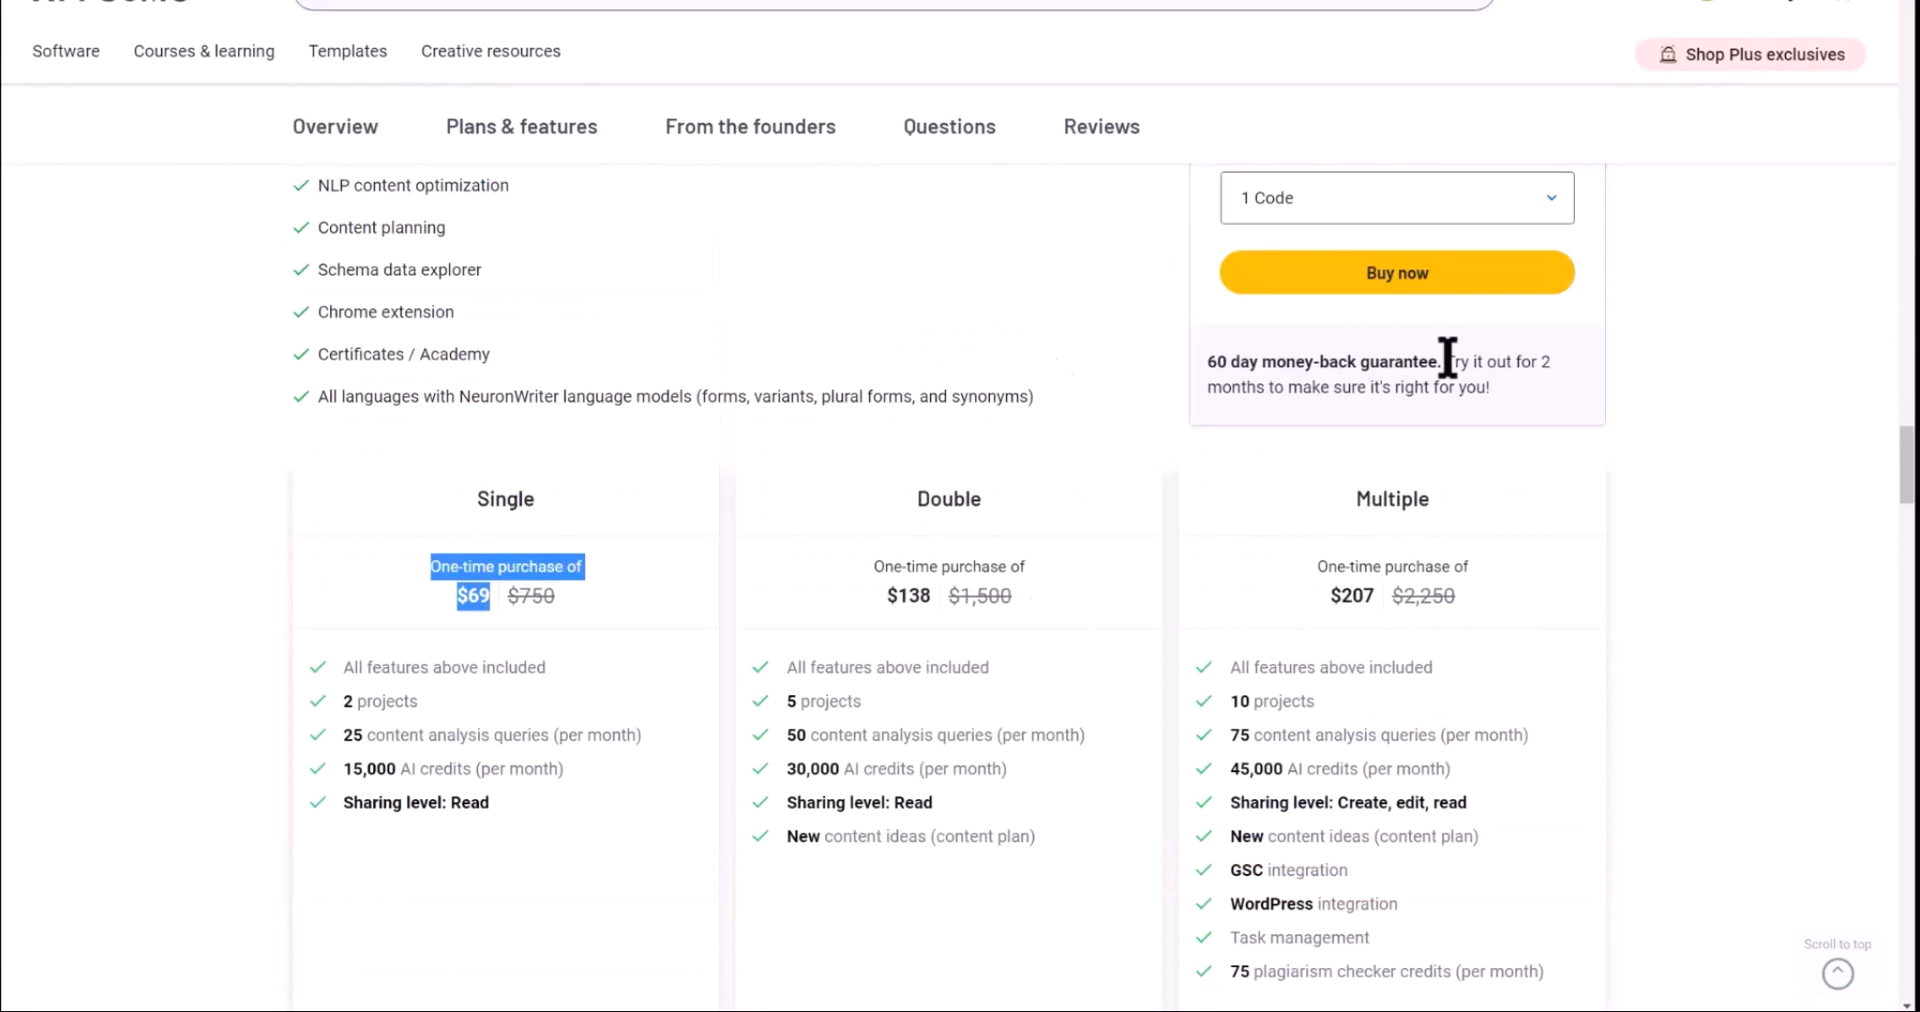 Software
Courses & learning
Templates
Creative resources
Shop Plus exclusives
Overview
Plans & features
From the founders
Questions
Reviews
NLP content optimization
Content planning
Schema data explorer
Chrome extension
Certificates / Academy
All languages with NeuronWriter language models (forms, variants, plural forms, and synonyms)
1 Code
Buy now
60 day money-back guarantee. Try it out for 2
months to make sure it's right for you!
Single
One-time purchase of
$69 $750
All features above included
2 projects
25 content analysis queries (per month)
15,000 AI credits (per month)
Sharing level: Read
Double
One-time purchase of
$138 $1,500
All features above included
5 projects
50 content analysis queries (per month)
30,000 AI credits (per month)
Sharing level: Read
New content ideas (content plan)
Multiple
One-time purchase of
$207 $2,250
All features above included
10 projects
75 content analysis queries (per month)
45,000 AI credits (per month)
Sharing level: Create, edit, read
New content ideas (content plan)
GSC integration
WordPress integration
Task management
75 plagiarism checker credits (per month)
Scroll to top